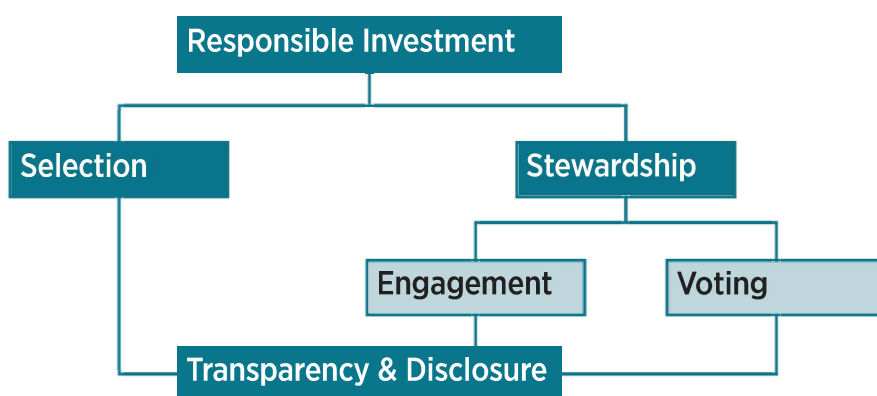 Responsible Investment
Selection
Stewardship
Engagement
Voting
Transparency & Disclosure